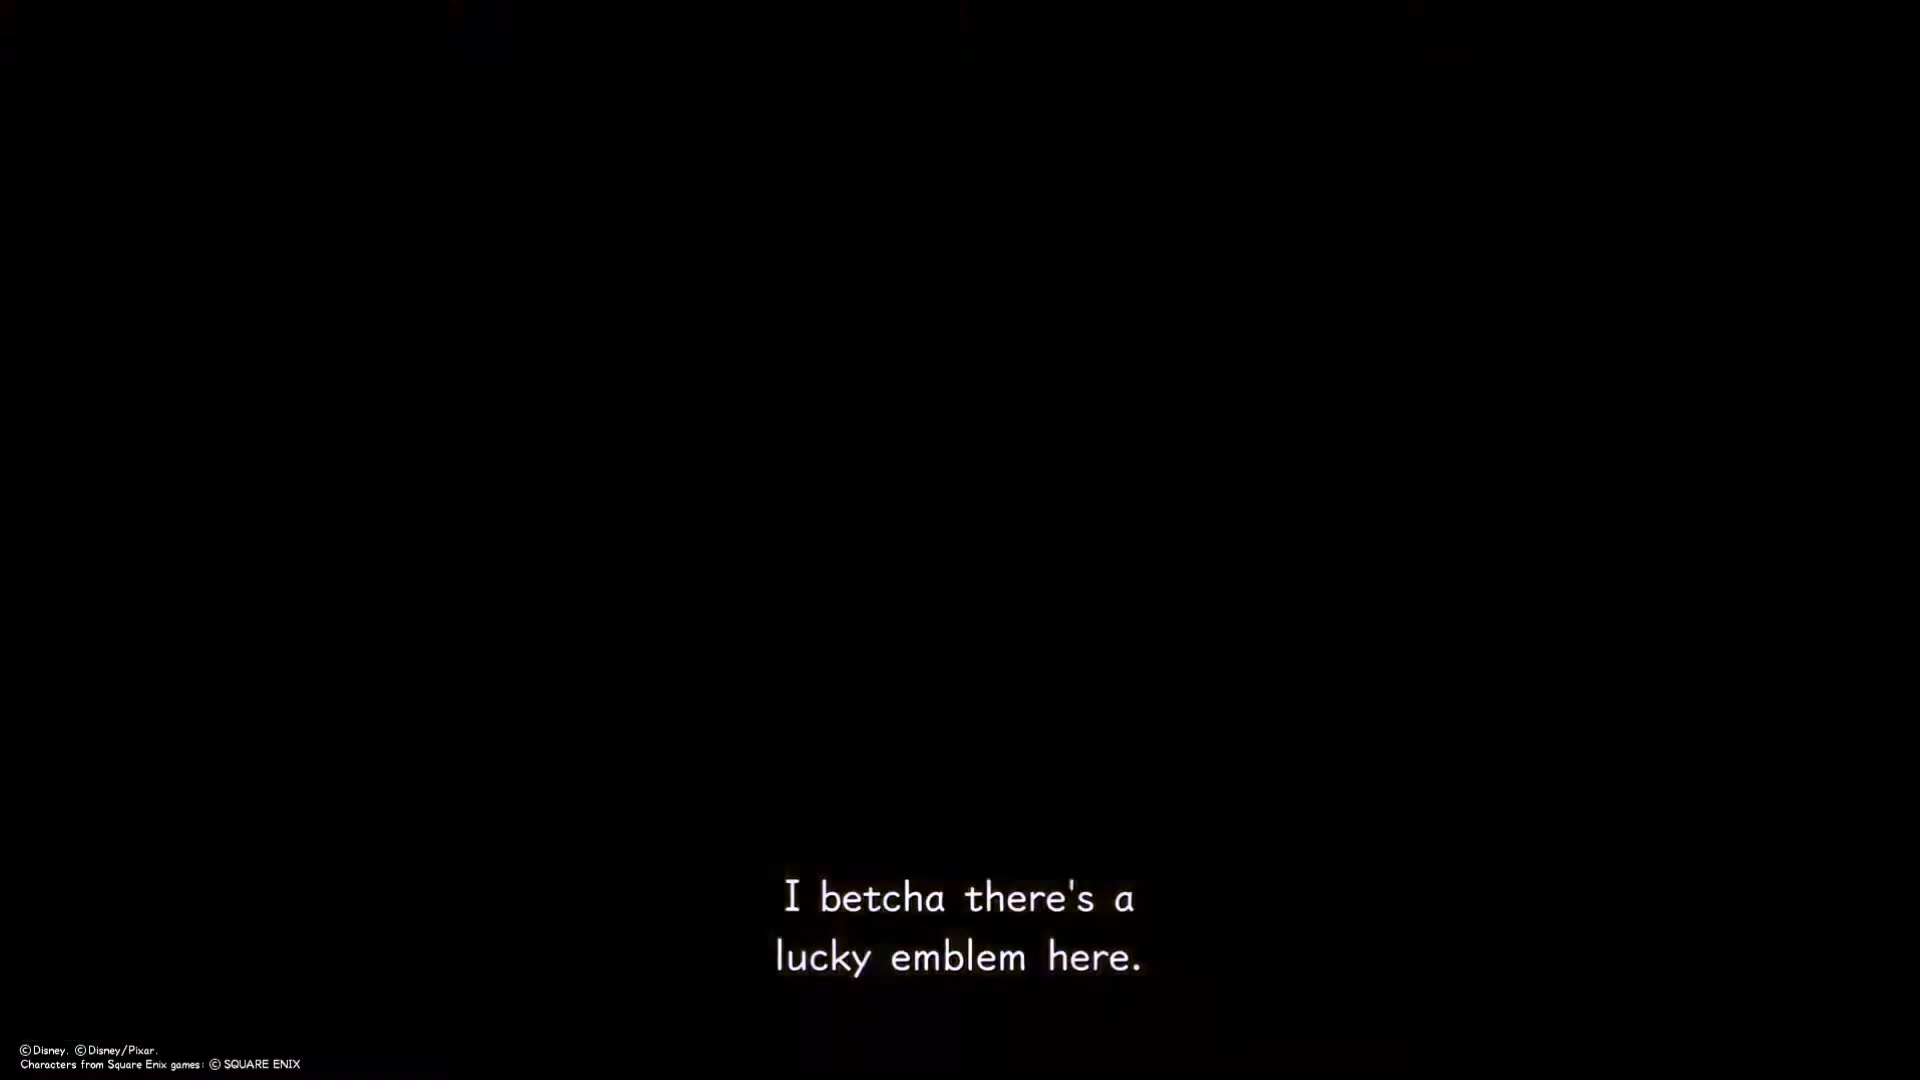 I betcha there's a
lucky emblem here.
©Disney. ©Disney/Pixar.
Characters from Square Enix games: © SQUARE ENIX